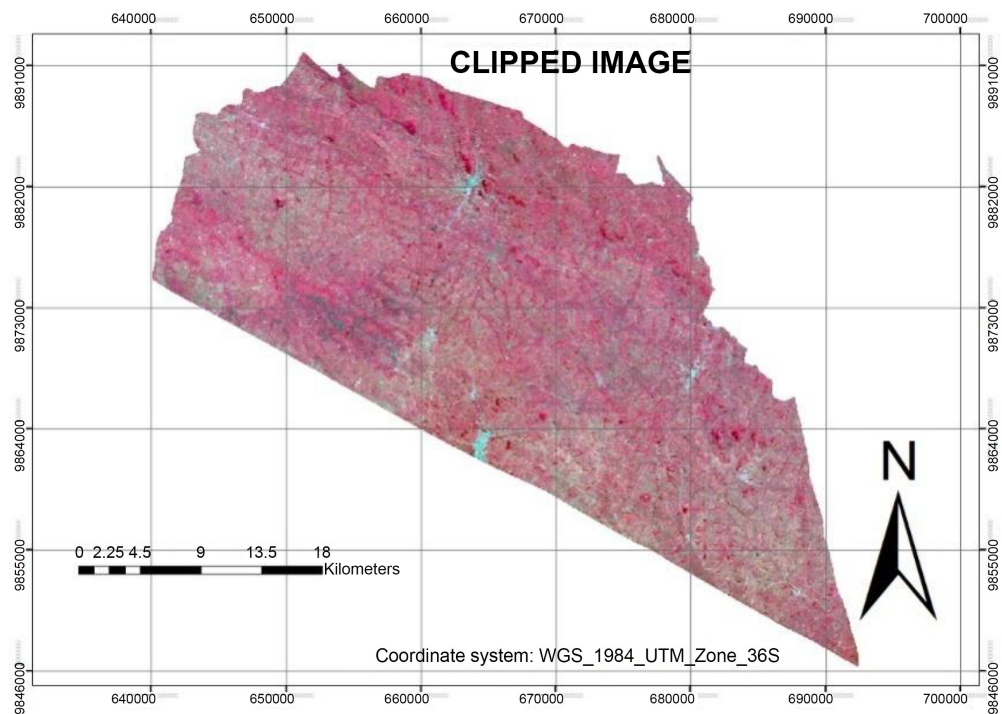 640000 650000 660000 670000 680000 690000 700000
CLIPPED IMAGE
9891000 9891000
9882000 9882000
9873000 9873000
9864000 9864000
N
9855000 9855000
0 2.25 4.5 9 13.5 18
Kilometers
Coordinate system: WGS_1984_UTM_Zone_36S
9846000 9846000
640000 650000 660000 670000 680000 690000 700000